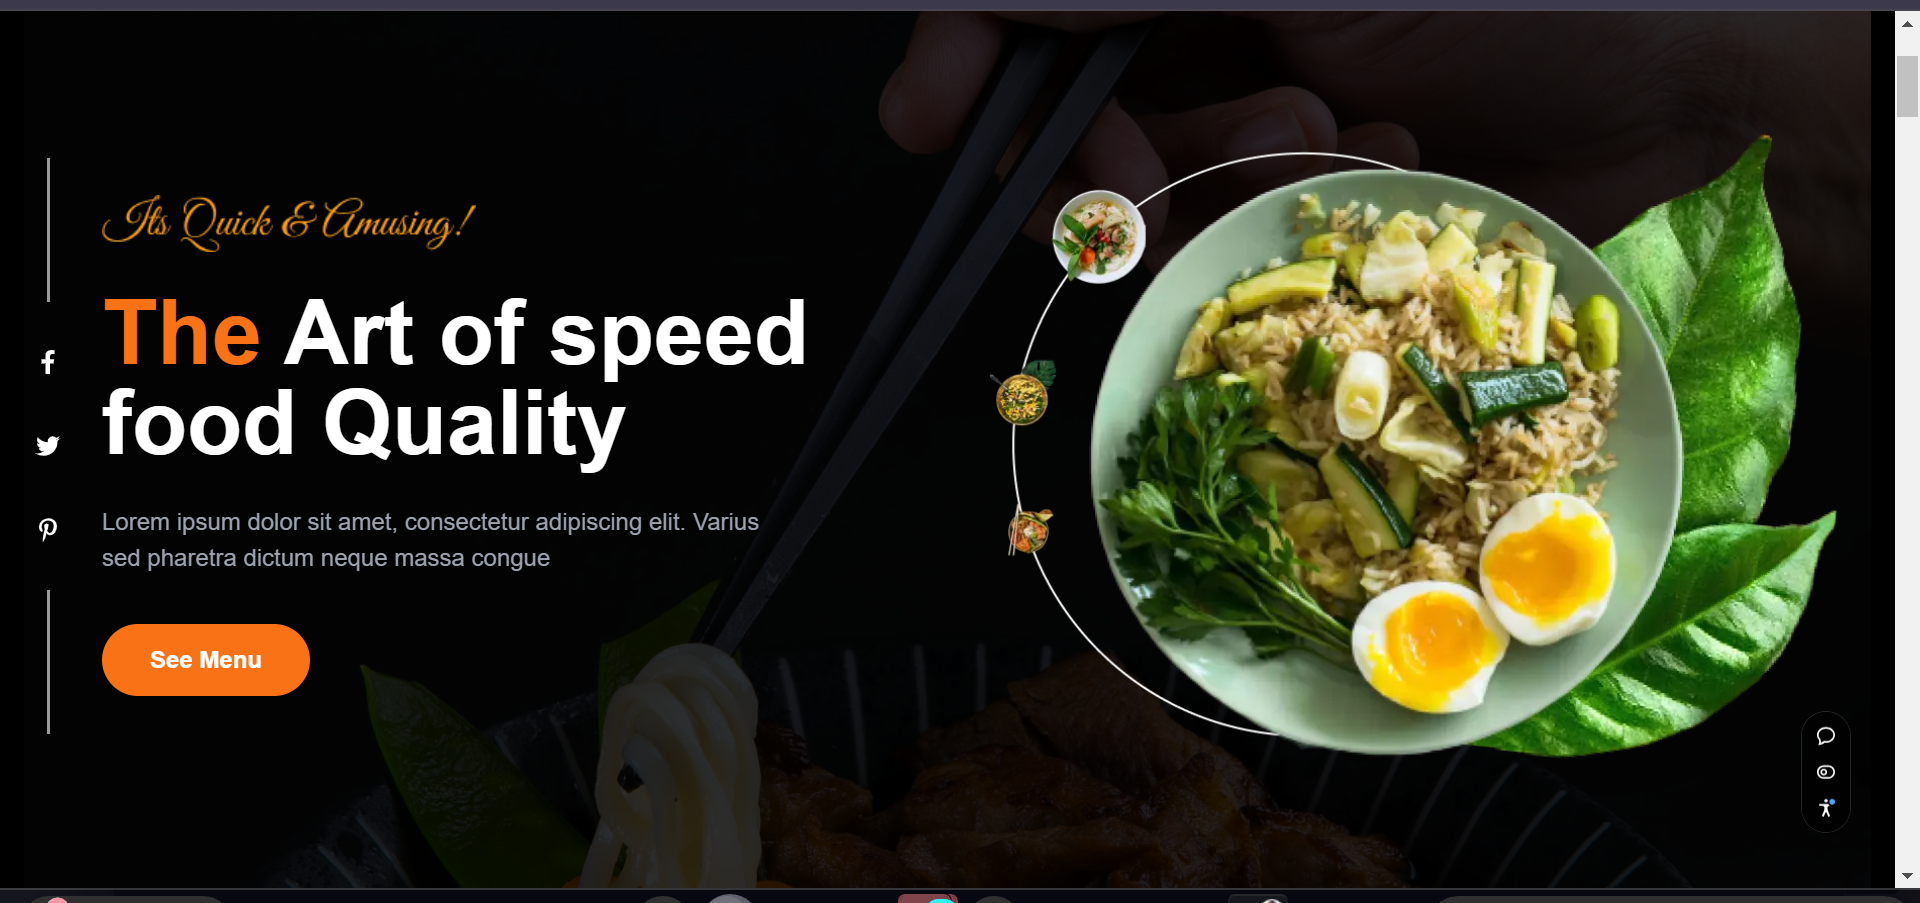 Its Quick & Amusing!
The Art of speed
food Quality
Lorem ipsum dolor sit amet, consectetur adipiscing elit. Varius
sed pharetra dictum neque massa congue
See Menu